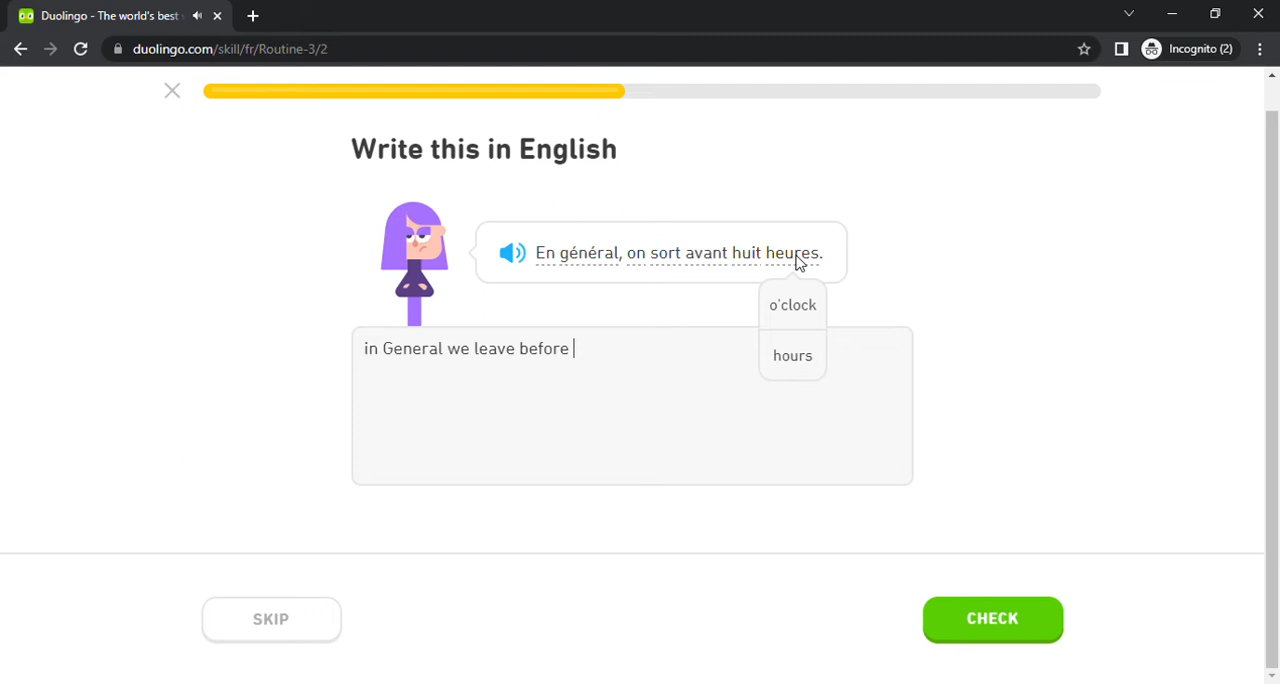 Duolingo - The world's best
duolingo.com/skill/fr/Routine-3/2
Incognito (2)
Write this in English
En général, on sort avant huit heures.
o'clock
hours
in General we leave before
SKIP
CHECK